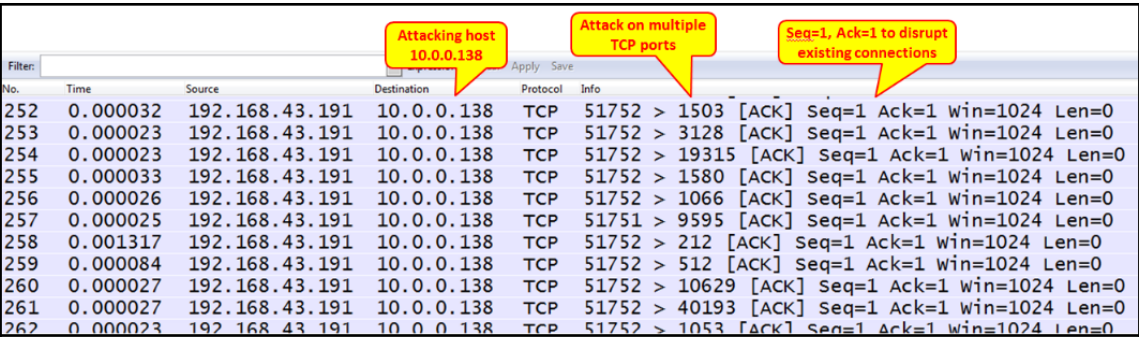 Attacking host
10.0.0.138
Attack on multiple
TCP ports
Seq=1, Ack=1 to disrupt
existing connections
Filter: Apply Save
No. Time Source Destination Protocol Info
252 0.000032 192.168.43.191 10.0.0.138 TCP 51752 > 1503 [ACK] Seq=1 Ack=1 Win=1024 Len=0
253 0.000023 192.168.43.191 10.0.0.138 TCP 51752 > 3128 [ACK] Seq=1 Ack=1 Win=1024 Len=0
254 0.000023 192.168.43.191 10.0.0.138 TCP 51752 > 19315 [ACK] Seq=1 Ack=1 Win=1024 Len=0
255 0.000033 192.168.43.191 10.0.0.138 TCP 51752 > 1580 [ACK] Seq=1 Ack=1 Win=1024 Len=0
256 0.000026 192.168.43.191 10.0.0.138 TCP 51752 > 1066 [ACK] Seq=1 Ack=1 Win=1024 Len=0
257 0.000025 192.168.43.191 10.0.0.138 TCP 51751 > 9595 [ACK] Seq=1 Ack=1 Win=1024 Len=0
258 0.001317 192.168.43.191 10.0.0.138 TCP 51752 > 212 [ACK] Seq=1 Ack=1 Win=1024 Len=0
259 0.000084 192.168.43.191 10.0.0.138 TCP 51752 > 512 [ACK] Seq=1 Ack=1 Win=1024 Len=0
260 0.000027 192.168.43.191 10.0.0.138 TCP 51752 > 10629 [ACK] Seq=1 Ack=1 Win=1024 Len=0
261 0.000027 192.168.43.191 10.0.0.138 TCP 51752 > 40193 [ACK] Seq=1 Ack=1 Win=1024 Len=0
262 0.000023 192.168.43.191 10.0.0.138 TCP 51752 > 1053 [ACK] Seq=1 Ack=1 Win=1024 Len=0